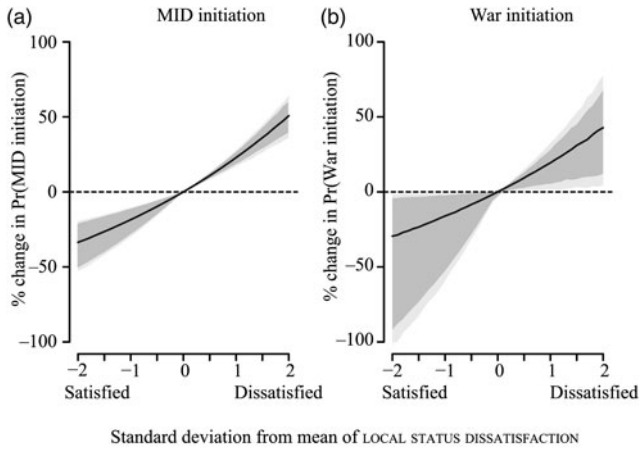 (a) MID initiation
% change in Pr(MID initiation)
100
50
0
−50
−100
−2 −1 0 1 2
Satisfied Dissatisfied
(b) War initiation
% change in Pr(War initiation)
100
50
0
−50
−100
−2 −1 0 1 2
Satisfied Dissatisfied
Standard deviation from mean of LOCAL STATUS DISSATISFACTION